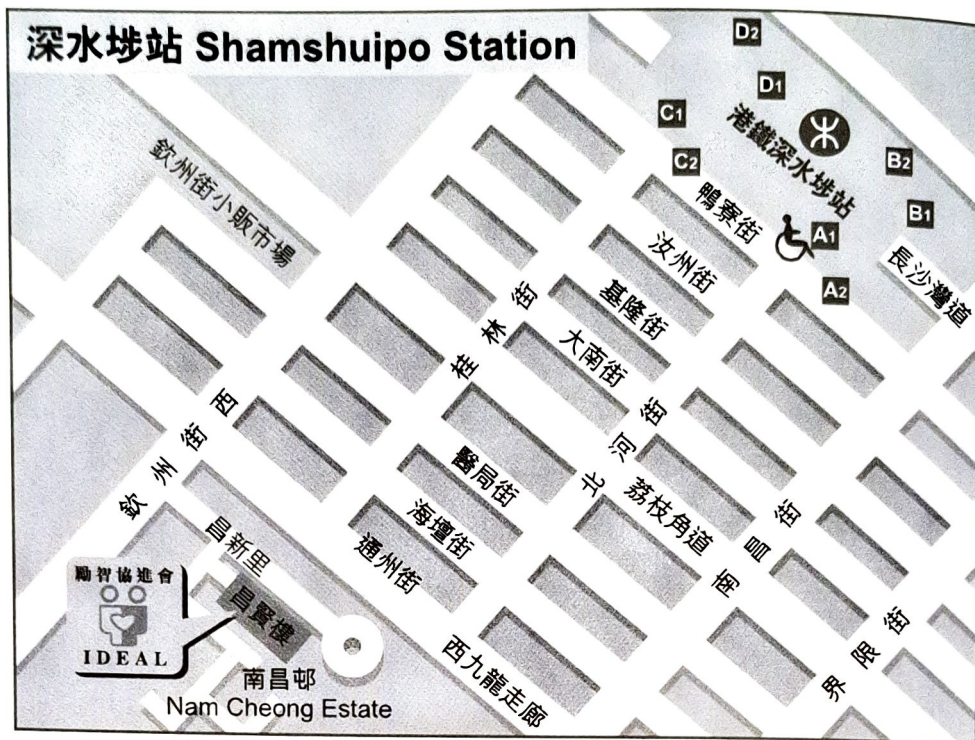 深水埗站 Shamshuipo Station
D2
D1
C1
C2
港鐵深水埗站
B2
B1
A1
A2
欽州街小販市場
鴨寮街
汝州街
基隆街
大南街
長沙灣道
桂林街
北河街
荔枝角道
醫局街
海壇街
通州街
欽州街西
南昌街
界限街
西九龍走廊
昌新里
昌賢樓
勵智協進會
IDEAL
南昌邨
Nam Cheong Estate